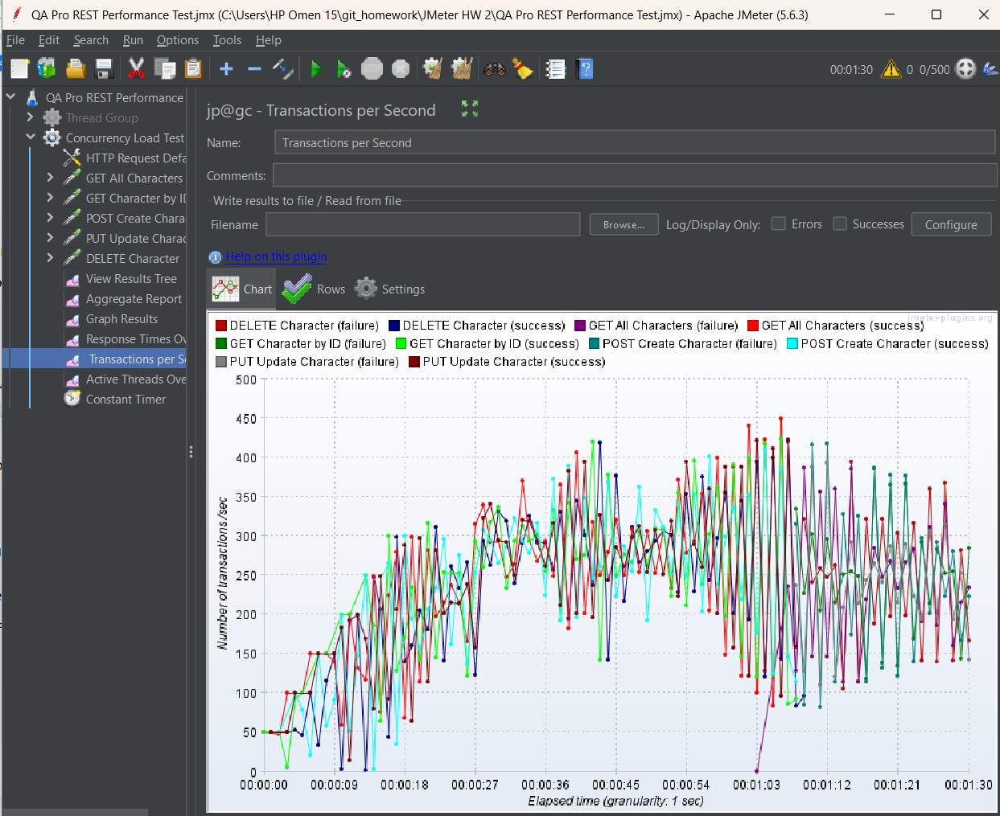 QA Pro REST Performance Test.jmx (C:\Users\HP Omen 15\git_homework\JMeter HW 2\QA Pro REST Performance Test.jmx) - Apache JMeter (5.6.3)
File Edit Search Run Options Tools Help
STOP 00:01:30 0 0/500
QA Pro REST Performance
Thread Group
Concurrency Load Test
HTTP Request Defa
GET All Characters
GET Character by ID
POST Create Chara
PUT Update Charac
DELETE Character
View Results Tree
Aggregate Report
Graph Results
Response Times Ov
Transactions per S
Active Threads Ove
Constant Timer
jp@gc - Transactions per Second
Name: Transactions per Second
Comments:
Write results to file / Read from file
Filename Browse... Log/Display Only: Errors Successes Configure
Help on this plugin
Chart Rows Settings
jmeter-plugins.org
DELETE Character (failure) DELETE Character (success) GET All Characters (failure) GET All Characters (success)
GET Character by ID (failure) GET Character by ID (success) POST Create Character (failure) POST Create Character (success)
PUT Update Character (failure) PUT Update Character (success)
Number of transactions /sec
500
450
400
350
300
250
200
150
100
50
0
00:00:00 00:00:09 00:00:18 00:00:27 00:00:36 00:00:45 00:00:54 00:01:03 00:01:12 00:01:21 00:01:30
Elapsed time (granularity: 1 sec)